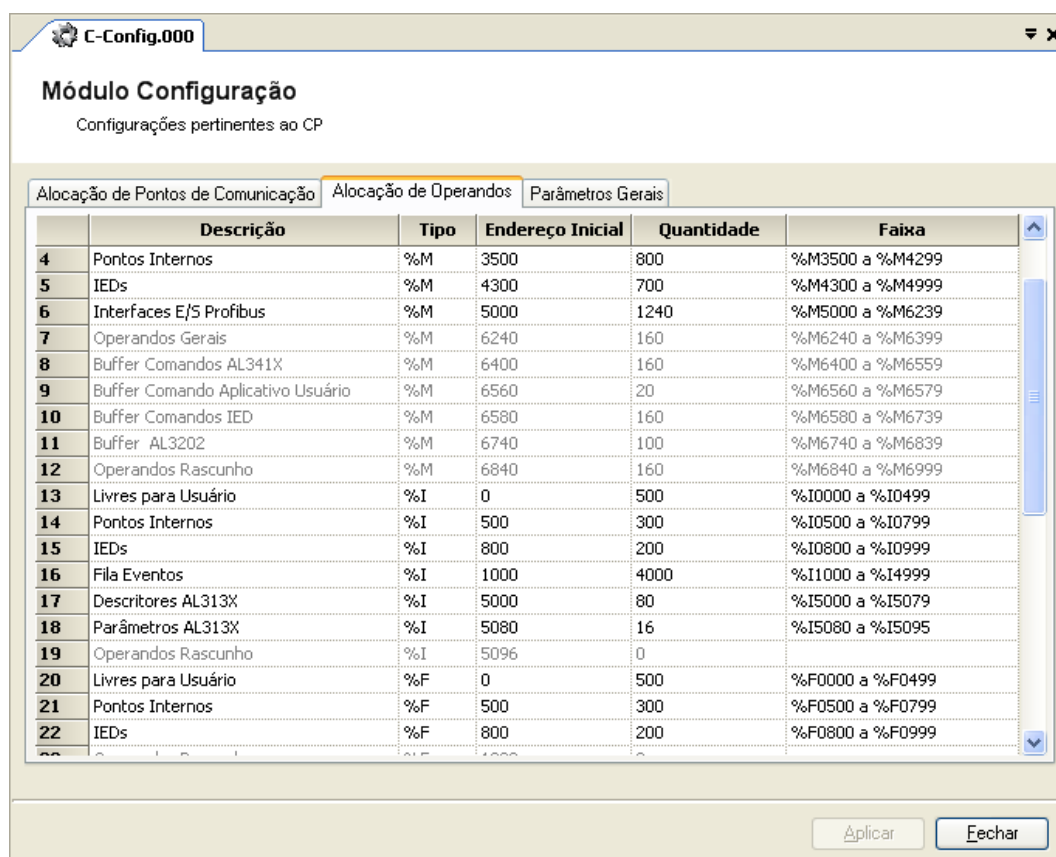 C-Config.000
Módulo Configuração
Configurações pertinentes ao CP
Alocação de Pontos de Comunicação Alocação de Operandos Parâmetros Gerais
Descrição Tipo Endereço Inicial Quantidade Faixa
4 Pontos Internos %M 3500 800 %M3500 a %M4299
5 IEDs %M 4300 700 %M4300 a %M4999
6 Interfaces E/S Profibus %M 5000 1240 %M5000 a %M6239
7 Operandos Gerais %M 6240 160 %M6240 a %M6399
8 Buffer Comandos AL341X %M 6400 160 %M6400 a %M6559
9 Buffer Comando Aplicativo Usuário %M 6560 20 %M6560 a %M6579
10 Buffer Comandos IED %M 6580 160 %M6580 a %M6739
11 Buffer AL3202 %M 6740 100 %M6740 a %M6839
12 Operandos Rascunho %M 6840 160 %M6840 a %M6999
13 Livres para Usuário %I 0 500 %I0000 a %I0499
14 Pontos Internos %I 500 300 %I0500 a %I0799
15 IEDs %I 800 200 %I0800 a %I0999
16 Fila Eventos %I 1000 4000 %I1000 a %I4999
17 Descritores AL313X %I 5000 80 %I5000 a %I5079
18 Parâmetros AL313X %I 5080 16 %I5080 a %I5095
19 Operandos Rascunho %I 5096 0
20 Livres para Usuário %F 0 500 %F0000 a %F0499
21 Pontos Internos %F 500 300 %F0500 a %F0799
22 IEDs %F 800 200 %F0800 a %F0999
Aplicar Fechar